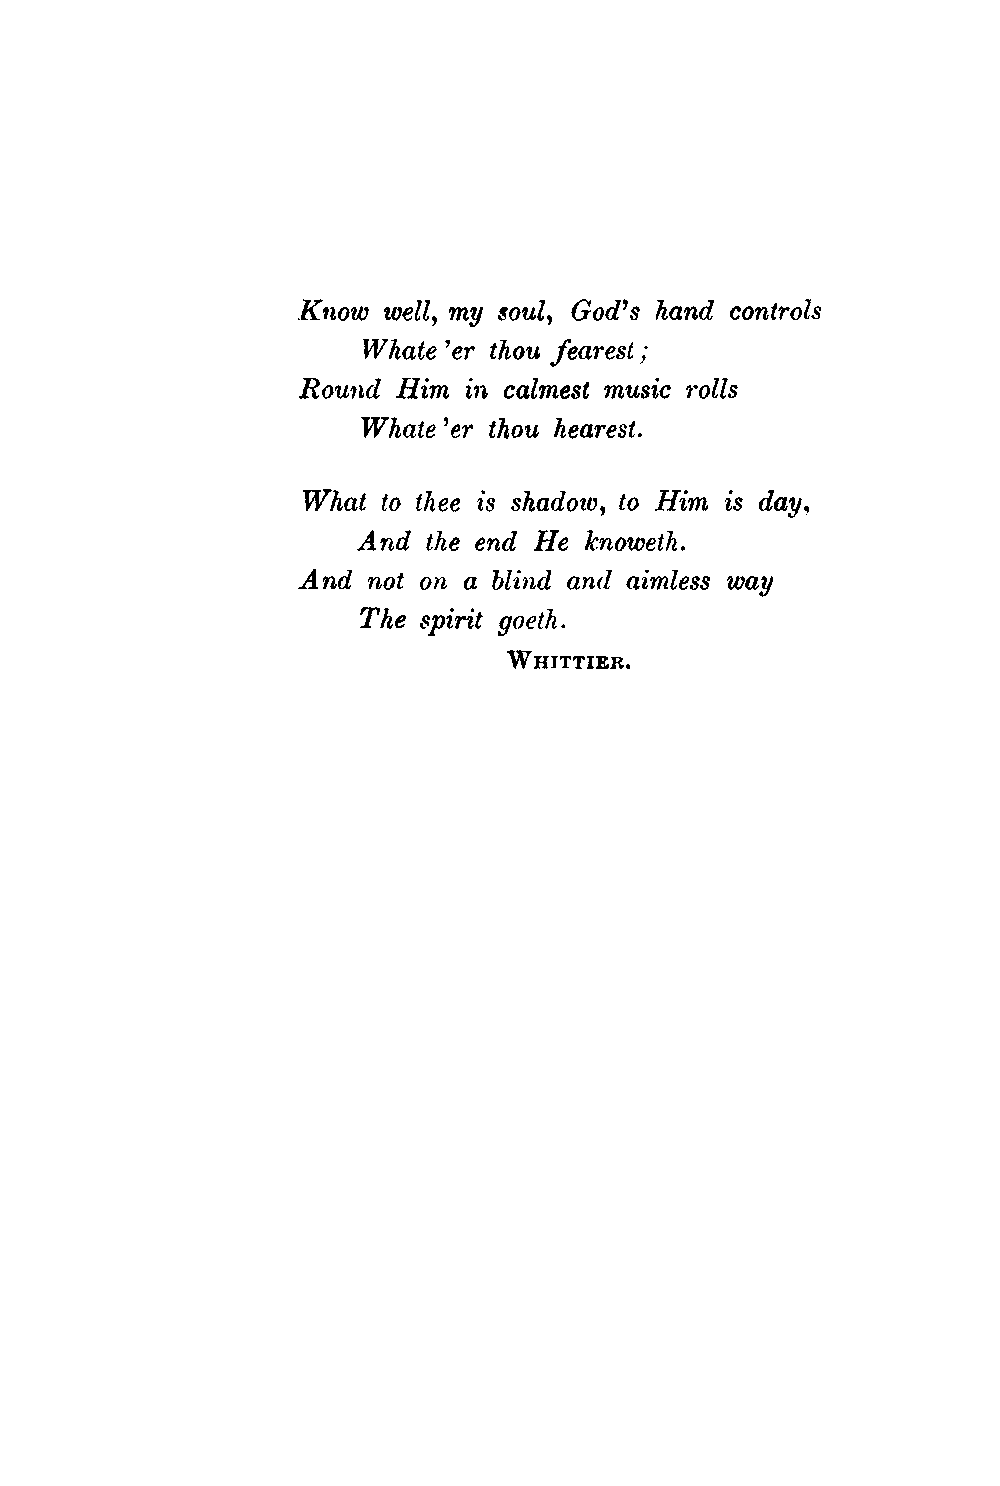 Know well, my soul, God's hand controls
Whate'er thou fearest;
Round Him in calmest music rolls
Whate'er thou hearest.
What to thee is shadow, to Him is day,
And the end He knoweth.
And not on a blind and aimless way
The spirit goeth.
WHITTIER.